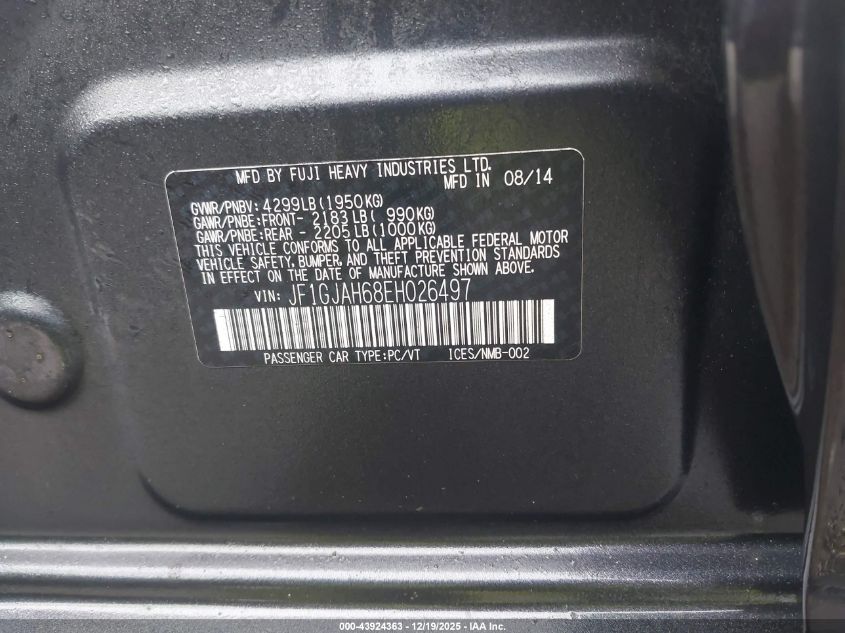 MFD BY FUJI HEAVY INDUSTRIES LTD.
MFD IN 08/14
GVWR/PNBV: 4299LB(1950KG)
GAWR/PNBE:FRONT- 2183LB( 990KG)
GAWR/PNBE:REAR - 2205LB(1000KG)
THIS VEHICLE CONFORMS TO ALL APPLICABLE FEDERAL MOTOR
VEHICLE SAFETY, BUMPER, AND THEFT PREVENTION STANDARDS
IN EFFECT ON THE DATE OF MANUFACTURE SHOWN ABOVE.
VIN: JF1GJAH68EH026497
PASSENGER CAR TYPE:PC/VT ICES/NMB-002
000-43924363 - 12/19/2025 - IAA Inc.